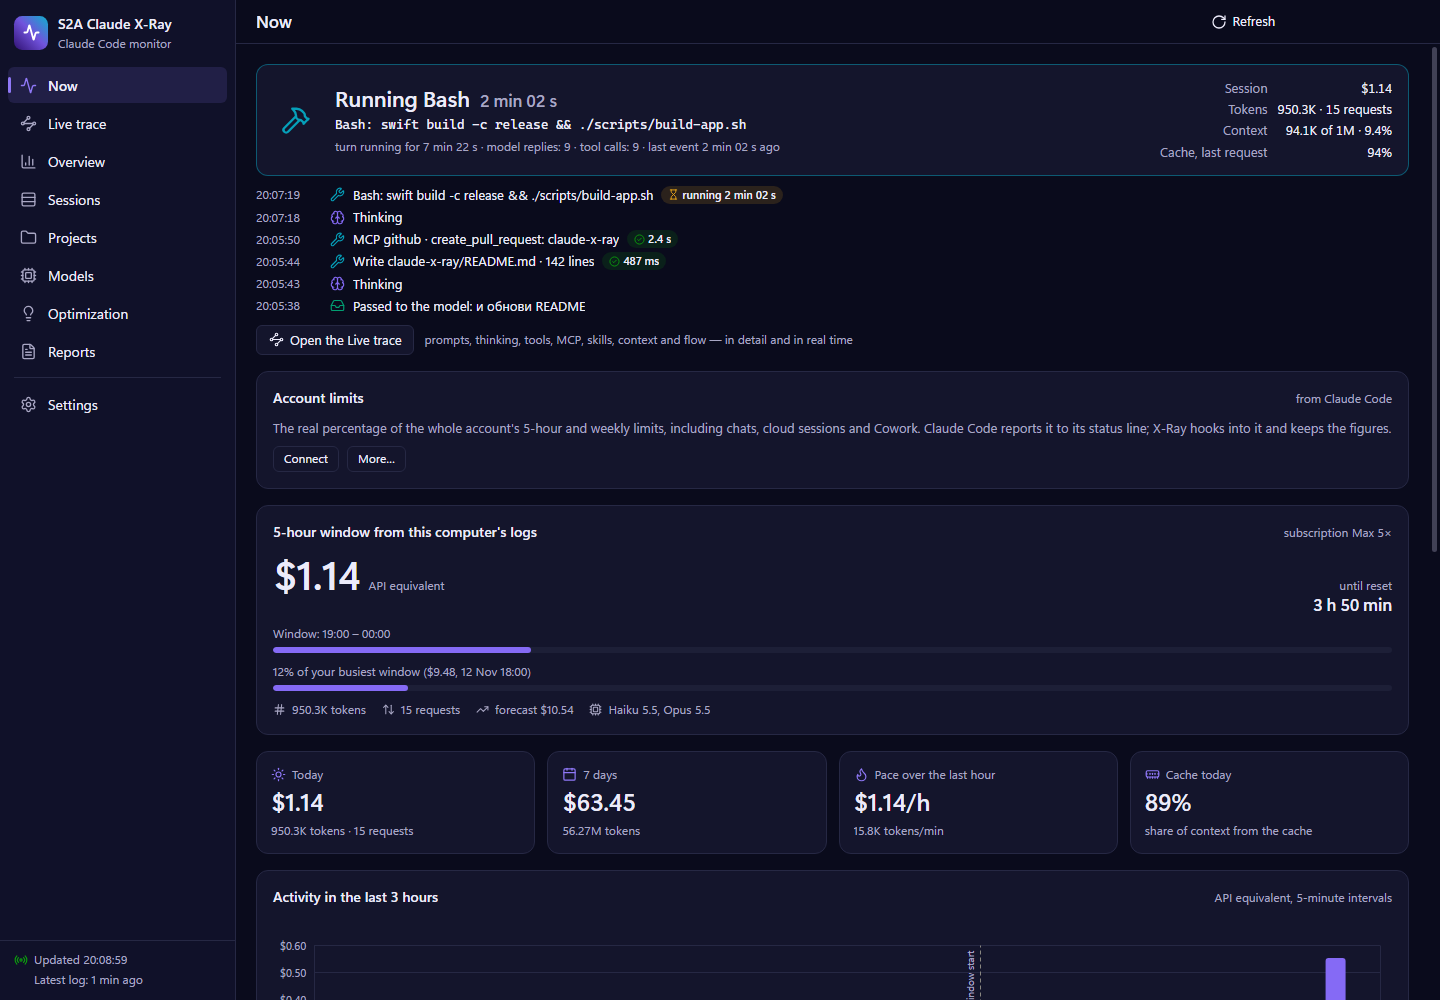 S2A Claude X-Ray
Claude Code monitor
Now
Live trace
Overview
Sessions
Projects
Models
Optimization
Reports
Settings
Updated 20:08:59
Latest log: 1 min ago
Now
Refresh
Running Bash 2 min 02 s
Bash: swift build -c release && ./scripts/build-app.sh
turn running for 7 min 22 s · model replies: 9 · tool calls: 9 · last event 2 min 02 s ago
Session $1.14
Tokens 950.3K · 15 requests
Context 94.1K of 1M · 9.4%
Cache, last request 94%
20:07:19 Bash: swift build -c release && ./scripts/build-app.sh running 2 min 02 s
20:07:18 Thinking
20:05:50 MCP github · create_pull_request: claude-x-ray 2.4 s
20:05:44 Write claude-x-ray/README.md · 142 lines 487 ms
20:05:43 Thinking
20:05:38 Passed to the model: и обнови README
Open the Live trace prompts, thinking, tools, MCP, skills, context and flow — in detail and in real time
Account limits from Claude Code
The real percentage of the whole account's 5-hour and weekly limits, including chats, cloud sessions and Cowork. Claude Code reports it to its status line; X-Ray hooks into it and keeps the figures.
Connect More...
5-hour window from this computer's logs subscription Max 5×
$1.14 API equivalent
until reset
3 h 50 min
Window: 19:00 – 00:00
12% of your busiest window ($9.48, 12 Nov 18:00)
950.3K tokens 15 requests forecast $10.54 Haiku 5.5, Opus 5.5
Today
$1.14
950.3K tokens · 15 requests
7 days
$63.45
56.27M tokens
Pace over the last hour
$1.14/h
15.8K tokens/min
Cache today
89%
share of context from the cache
Activity in the last 3 hours API equivalent, 5-minute intervals
$0.60
$0.50
$0.40
indow start